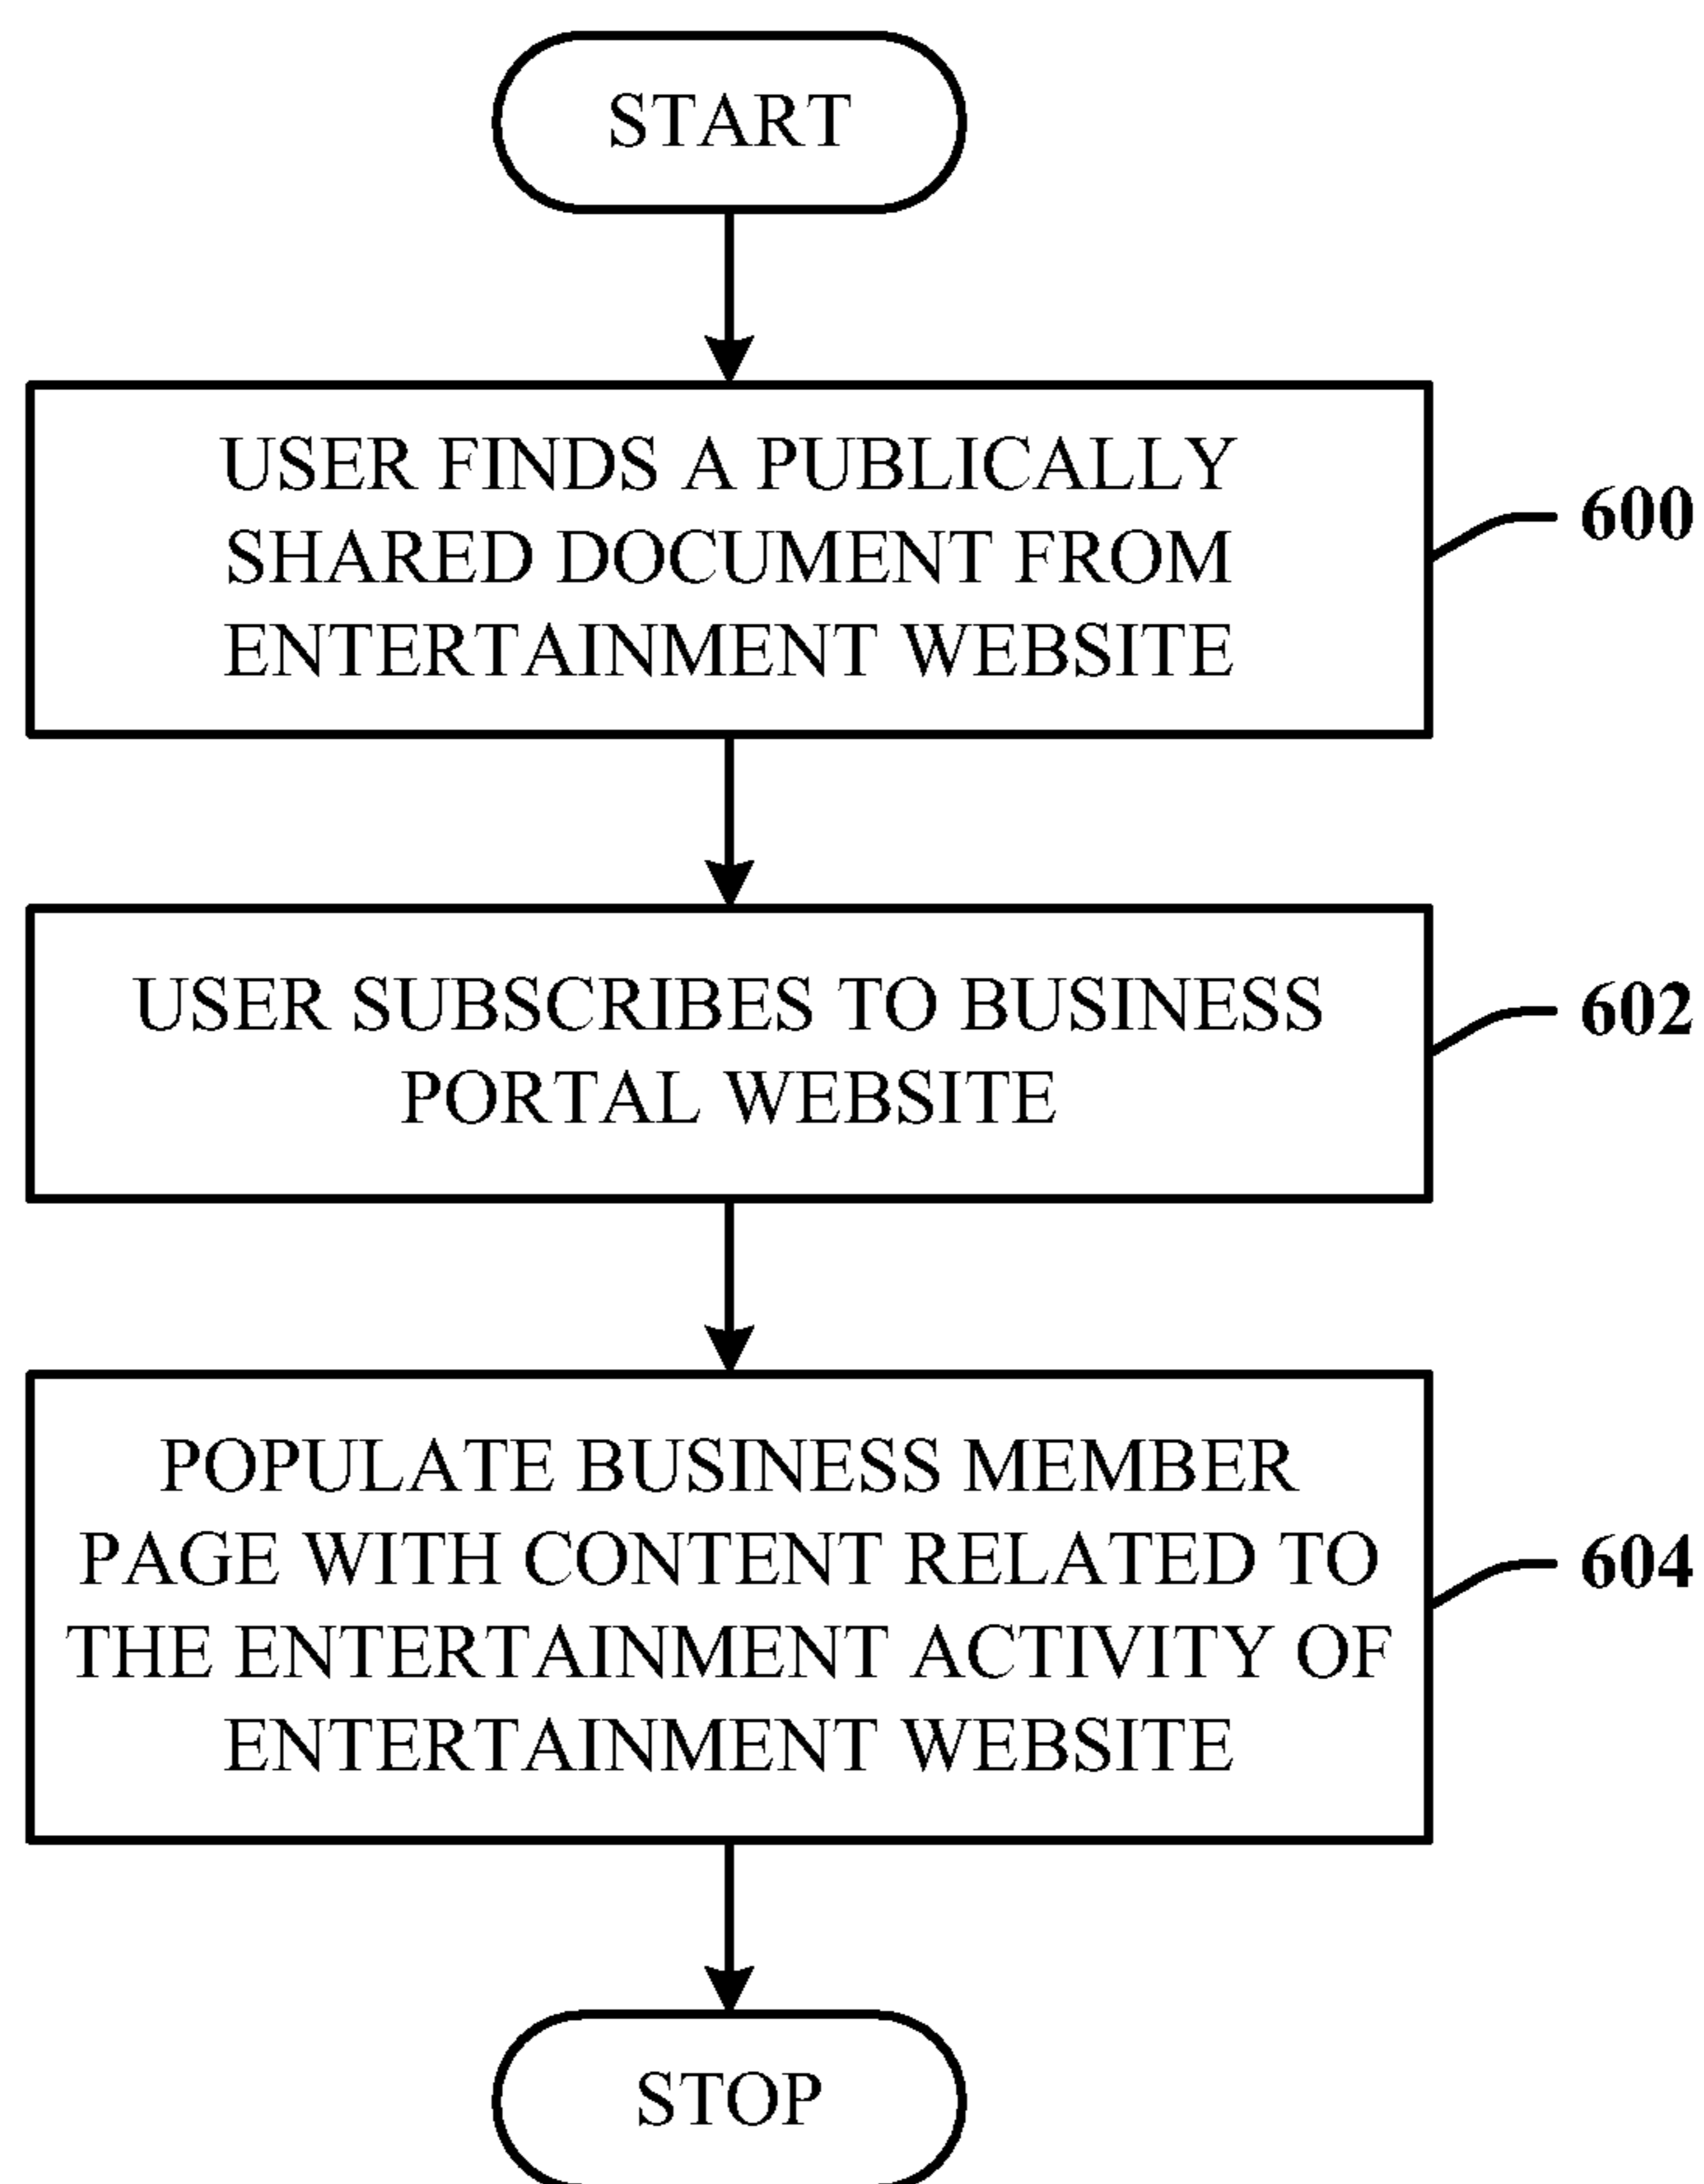 START
USER FINDS A PUBLICALLY
SHARED DOCUMENT FROM
ENTERTAINMENT WEBSITE
600
USER SUBSCRIBES TO BUSINESS
PORTAL WEBSITE
602
POPULATE BUSINESS MEMBER
PAGE WITH CONTENT RELATED TO
THE ENTERTAINMENT ACTIVITY OF
ENTERTAINMENT WEBSITE
604
STOP